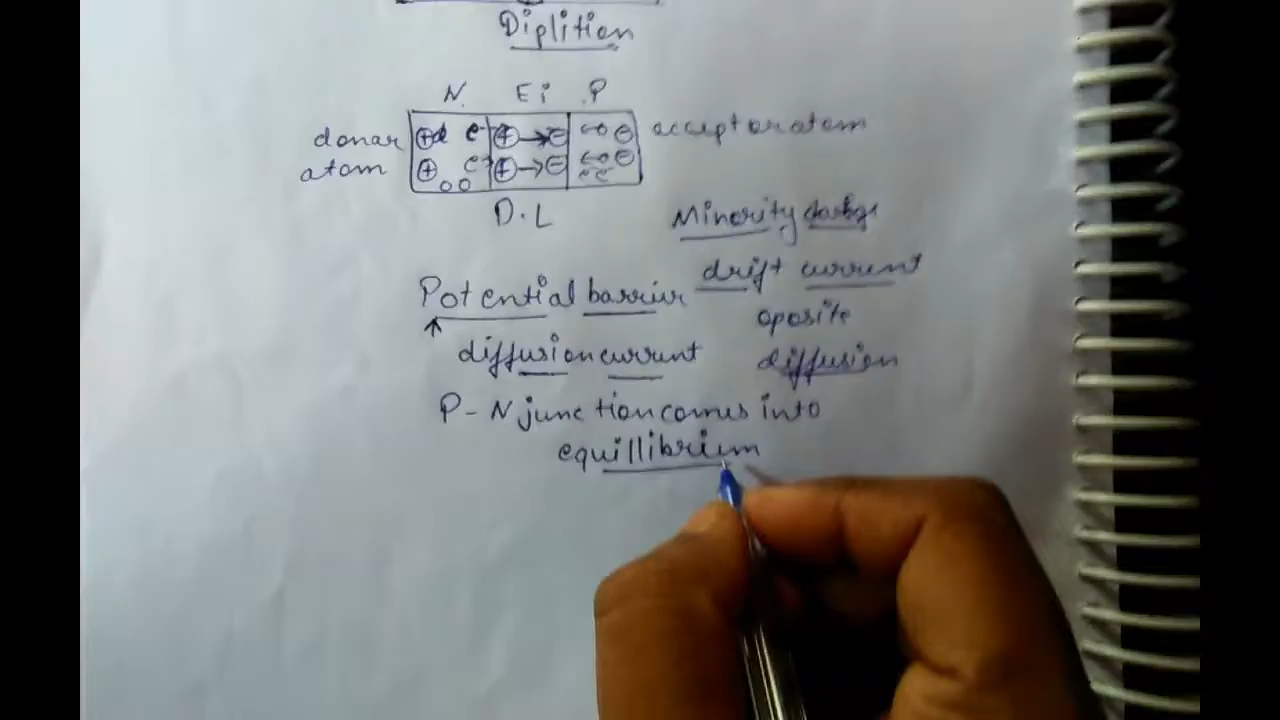 Diplition
N. Ei .P
donar
atom
⊕d e⁻ ⊕→⊖ ⊖
⊕ e⁻ ⊕→⊖ ⊖
acceptor atom
D.L
Minority
drift current
oposite
diffusion
Potential barrier
diffusion current
P-N junction comes into
equillibrium